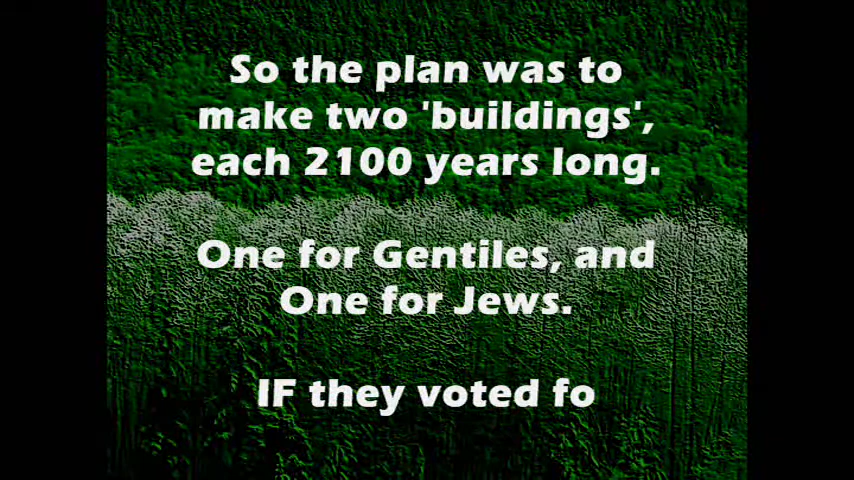 So the plan was to
make two 'buildings',
each 2100 years long.
One for Gentiles, and
One for Jews.
IF they voted fo